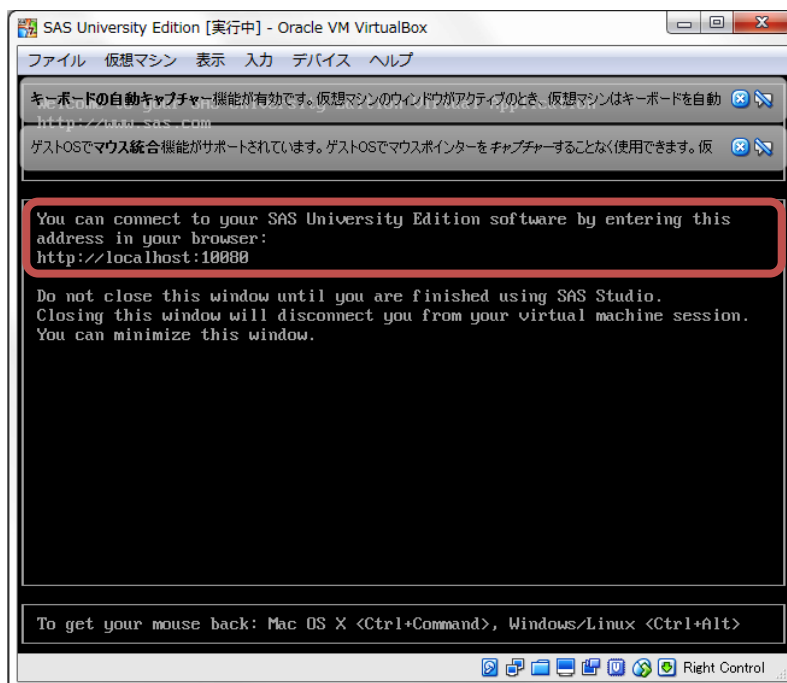 SAS University Edition [実行中] - Oracle VM VirtualBox
ファイル 仮想マシン 表示 入力 デバイス ヘルプ
キーボードの自動キャプチャー機能が有効です。仮想マシンのウィンドウがアクティブのとき、仮想マシンはキーボードを自動
http://www.sas.com
ゲストOSでマウス統合機能がサポートされています。ゲストOSでマウスポインターをキャプチャーすることなく使用できます。仮
You can connect to your SAS University Edition software by entering this
address in your browser:
http://localhost:10080
Do not close this window until you are finished using SAS Studio.
Closing this window will disconnect you from your virtual machine session.
You can minimize this window.
To get your mouse back: Mac OS X <Ctrl+Command>, Windows/Linux <Ctrl+Alt>
Right Control